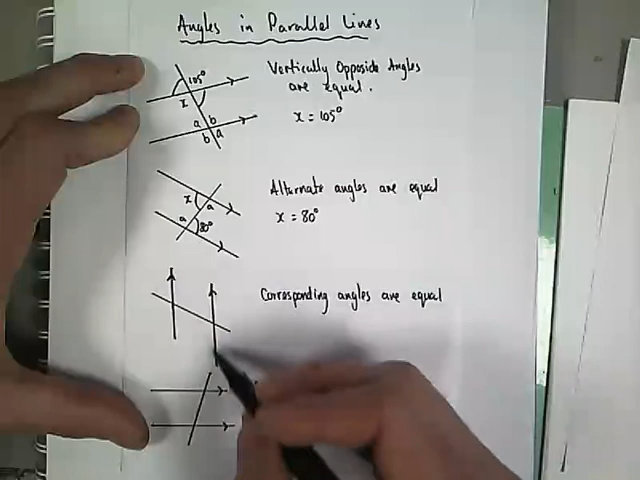 Angles in Parallel Lines
105°
x
Vertically Opposite Angles
are equal.
x = 105°
a b
b a
x
a
a
80°
Alternate angles are equal
x = 80°
Corresponding angles are equal